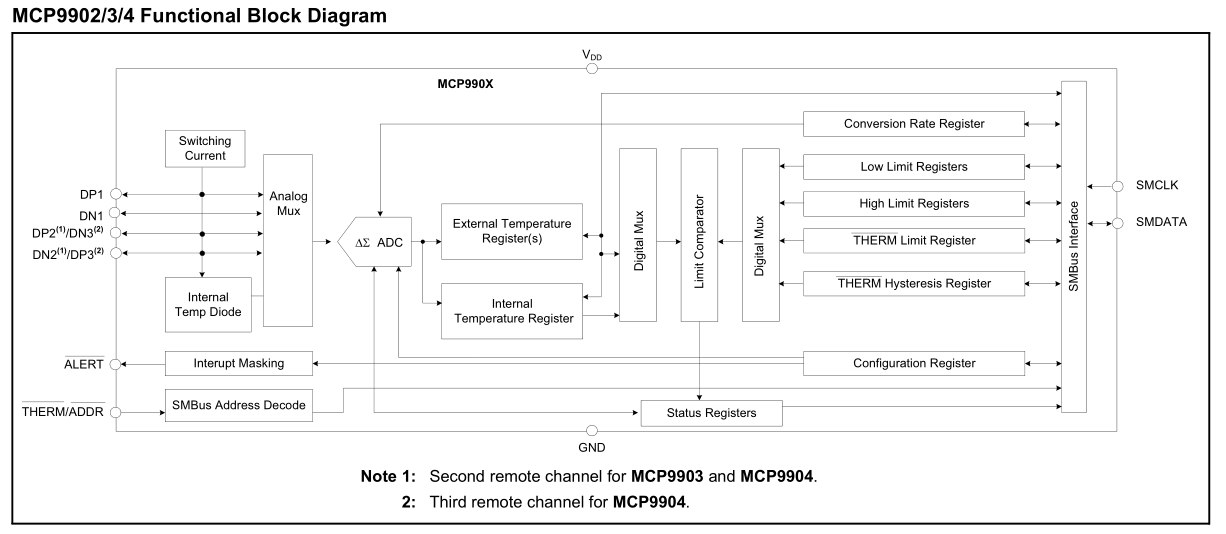 MCP9902/3/4 Functional Block Diagram
VDD
MCP990X
Switching
Current
Conversion Rate Register
Analog
Mux
Low Limit Registers
DP1
SMCLK
DN1
High Limit Registers
External Temperature
Register(s)
SMDATA
DP2(1)/DN3(2)
ΔΣ ADC
Digital Mux
Limit Comparator
Digital Mux
THERM Limit Register
SMBus Interface
DN2(1)/DP3(2)
THERM Hysteresis Register
Internal
Temp Diode
Internal
Temperature Register
ALERT
Interupt Masking
Configuration Register
THERM/ADDR
SMBus Address Decode
Status Registers
GND
Note 1: Second remote channel for MCP9903 and MCP9904.
2: Third remote channel for MCP9904.